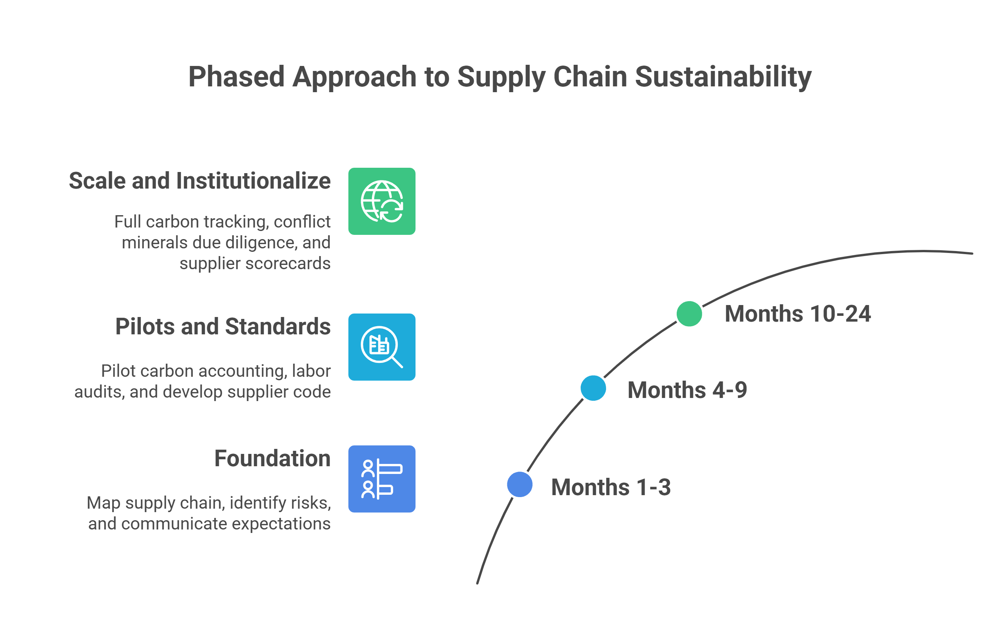 Phased Approach to Supply Chain Sustainability
Scale and Institutionalize
Full carbon tracking, conflict
minerals due diligence, and
supplier scorecards
Months 10-24
Pilots and Standards
Pilot carbon accounting, labor
audits, and develop supplier code
Months 4-9
Foundation
Map supply chain, identify risks,
and communicate expectations
Months 1-3